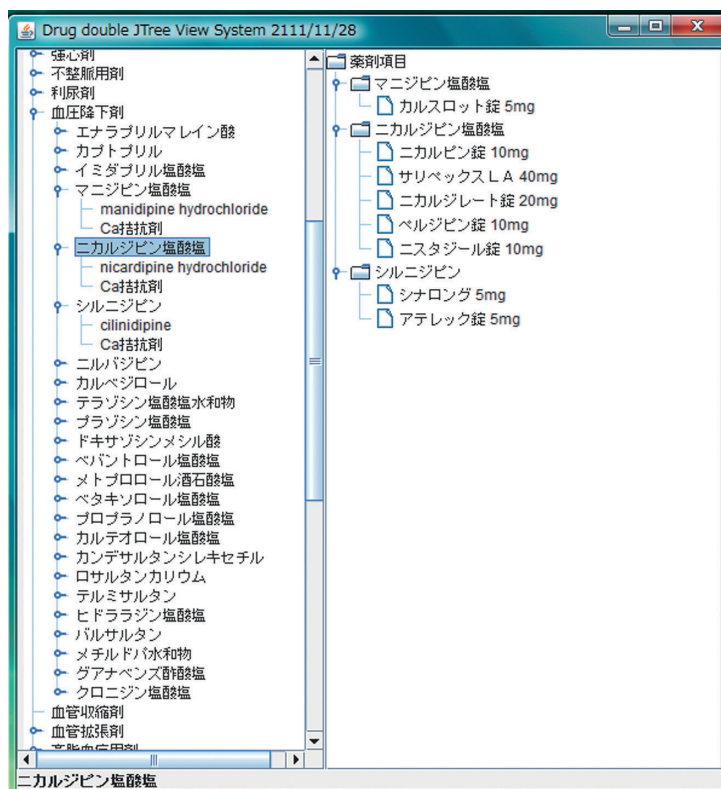 Drug double JTree View System 2111/11/28
強心剤
不整脈用剤
利尿剤
血圧降下剤
エナラプリルマレイン酸
カプトプリル
イミダプリル塩酸塩
マニジピン塩酸塩
manidipine hydrochloride
Ca拮抗剤
ニカルジピン塩酸塩
nicardipine hydrochloride
Ca拮抗剤
シルニジピン
cilinidipine
Ca拮抗剤
ニルバジピン
カルベジロール
テラゾシン塩酸塩水和物
プラゾシン塩酸塩
ドキサゾシンメシル酸
ベバントロール塩酸塩
メトプロロール酒石酸塩
ベタキソロール塩酸塩
プロプラノロール塩酸塩
カルテオロール塩酸塩
カンデサルタンシレキセチル
ロサルタンカリウム
テルミサルタン
ヒドララジン塩酸塩
バルサルタン
メチルドパ水和物
グアナベンズ酢酸塩
クロニジン塩酸塩
血管収縮剤
血管拡張剤
高脂血症用剤
薬剤項目
マニジピン塩酸塩
カルスロット錠 5mg
ニカルジピン塩酸塩
ニカルピン錠 10mg
サリペックスＬＡ 40mg
ニカルジレート錠 20mg
ペルジピン錠 10mg
ニスタジール錠 10mg
シルニジピン
シナロング 5mg
アテレック錠 5mg
ニカルジピン塩酸塩